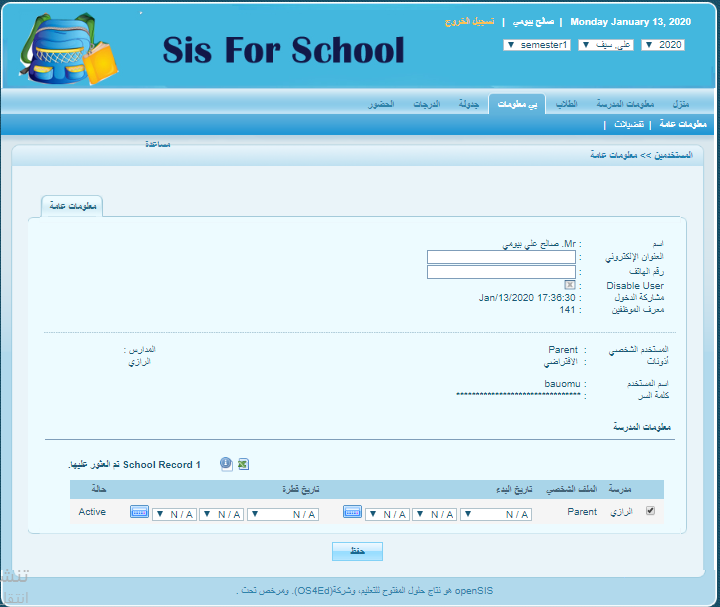 Monday January 13, 2020 | صالح بيومي | تسجيل الخروج
Sis For School
2020 علي, سيف semester1
منزل معلومات المدرسة الطلاب بي معلومات جدولة الدرجات الحضور
معلومات عامة | تفضيلات |
مساعدة
المستخدمين >> معلومات عامة
معلومات عامة
اسم : Mr. صالح علي بيومي
العنوان الإلكتروني :
رقم الهاتف :
Disable User :
مشاركة الدخول : Jan/13/2020 17:36:30
معرف الموظفين : 141
المستخدم الشخصي : Parent المدارس :
أذونات : الافتراضي الرازي
اسم المستخدم : bauomu
كلمة السر : ********************************
معلومات المدرسة
1 School Record تم العثور عليها.
مدرسة الملف الشخصي تاريخ البدء تاريخ قطرة حالة
الرازي Parent N / A N / A N / A N / A N / A N / A Active
حفظ
openSIS هو نتاج حلول المفتوح للتعليم، وشركة(OS4Ed). ومرخص تحت .